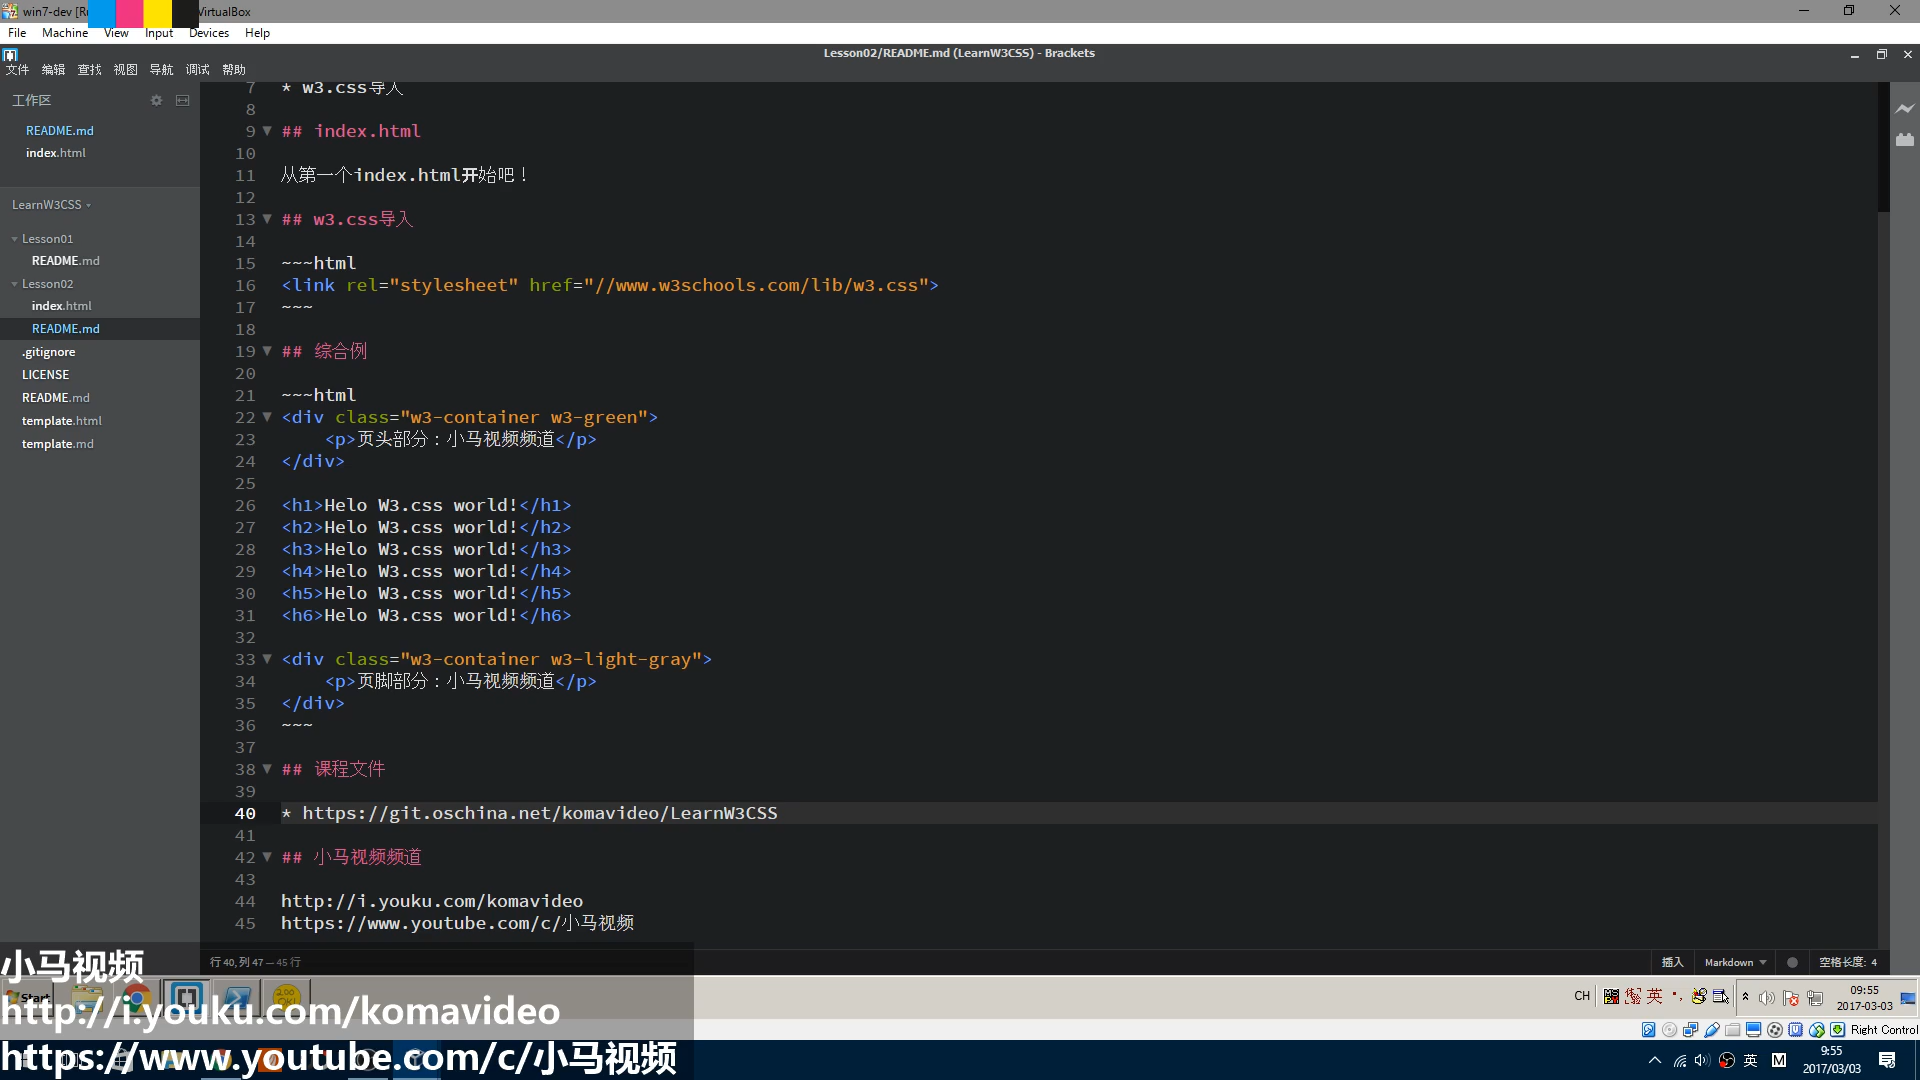 win7-dev [R
VirtualBox
File Machine View Input Devices Help
Lesson02/README.md (LearnW3CSS) - Brackets
文件 编辑 查找 视图 导航 调试 帮助
工作区
README.md
index.html
LearnW3CSS
Lesson01
README.md
Lesson02
index.html
README.md
.gitignore
LICENSE
README.md
template.html
template.md
7 * w3.css导入
8
9 ## index.html
10
11 从第一个index.html开始吧！
12
13 ## w3.css导入
14
15 ~~~html
16 <link rel="stylesheet" href="//www.w3schools.com/lib/w3.css">
17 ~~~
18
19 ## 综合例
20
21 ~~~html
22 <div class="w3-container w3-green">
23 <p>页头部分：小马视频频道</p>
24 </div>
25
26 <h1>Helo W3.css world!</h1>
27 <h2>Helo W3.css world!</h2>
28 <h3>Helo W3.css world!</h3>
29 <h4>Helo W3.css world!</h4>
30 <h5>Helo W3.css world!</h5>
31 <h6>Helo W3.css world!</h6>
32
33 <div class="w3-container w3-light-gray">
34 <p>页脚部分：小马视频频道</p>
35 </div>
36 ~~~
37
38 ## 课程文件
39
40 * https://git.oschina.net/komavideo/LearnW3CSS
41
42 ## 小马视频频道
43
44 http://i.youku.com/komavideo
45 https://www.youtube.com/c/小马视频
行 40, 列 47 — 45 行
插入 Markdown 空格长度: 4
小马视频
http://i.youku.com/komavideo
https://www.youtube.com/c/小马视频
Start
CH 英
09:55
2017-03-03
Right Control
英 M
9:55
2017/03/03